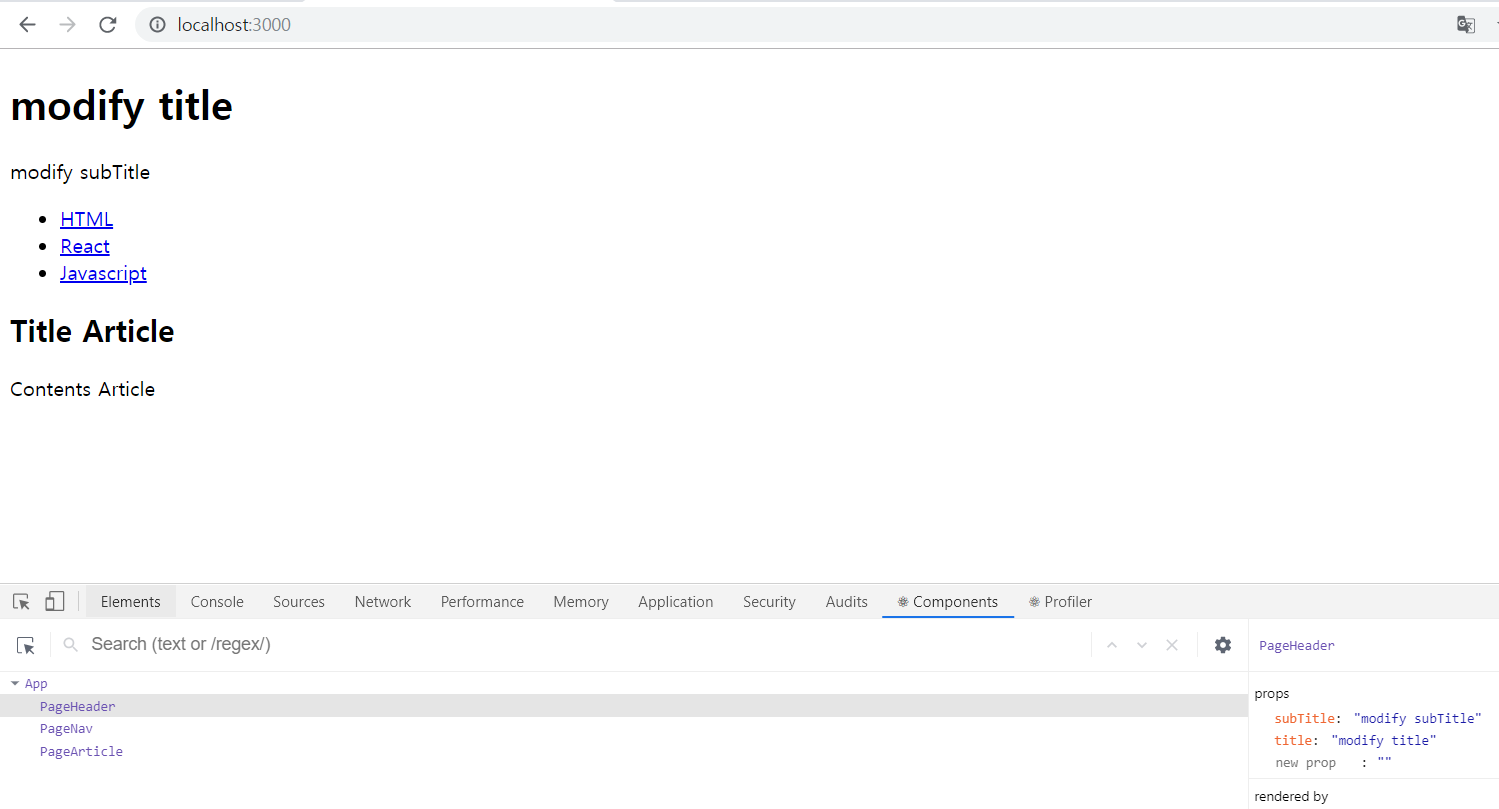 localhost:3000
modify title
modify subTitle
HTML
React
Javascript
Title Article
Contents Article
Elements Console Sources Network Performance Memory Application Security Audits Components Profiler
Search (text or /regex/)
PageHeader
App
PageHeader
PageNav
PageArticle
props
subTitle: "modify subTitle"
title: "modify title"
new prop : ""
rendered by